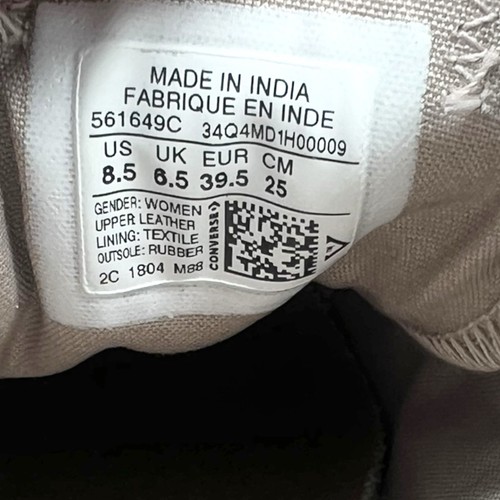 MADE IN INDIA
FABRIQUE EN INDE
561649C 34Q4MD1H00009
US UK EUR CM
8.5 6.5 39.5 25
GENDER: WOMEN
UPPER: LEATHER
LINING: TEXTILE
OUTSOLE: RUBBER
2C 1804 M88
CONVERSE